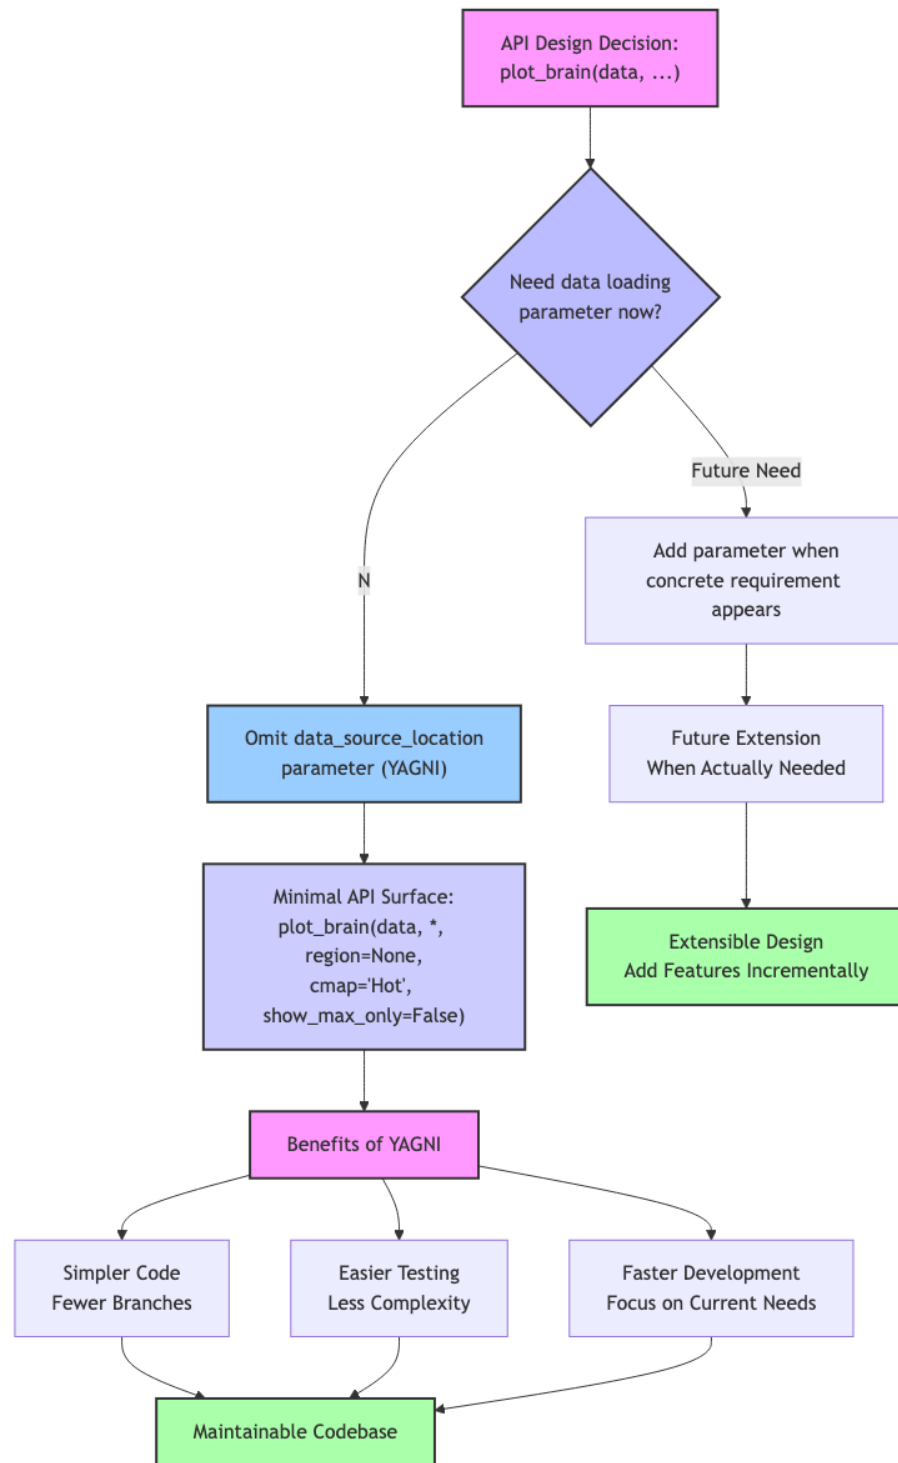 API Design Decision:
plot_brain(data, ...)
Need data loading
parameter now?
Future Need
Add parameter when
concrete requirement
appears
N
Omit data_source_location
parameter (YAGNI)
Future Extension
When Actually Needed
Minimal API Surface:
plot_brain(data, *,
region=None,
cmap='Hot',
show_max_only=False)
Extensible Design
Add Features Incrementally
Benefits of YAGNI
Simpler Code
Fewer Branches
Easier Testing
Less Complexity
Faster Development
Focus on Current Needs
Maintainable Codebase